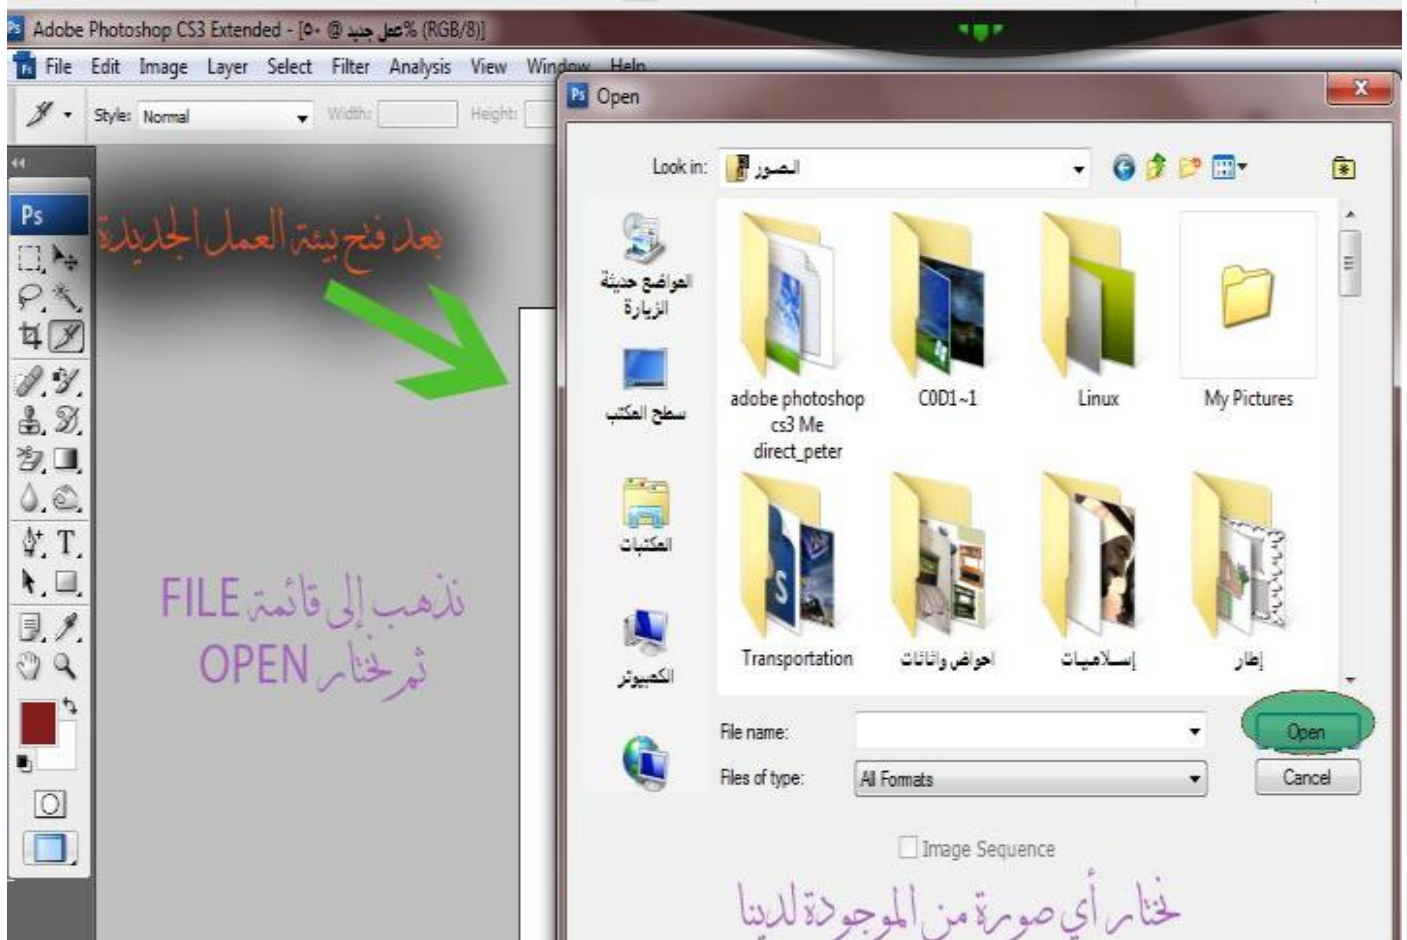 Adobe Photoshop CS3 Extended - [عمل جديد @ ٥٠% (RGB/8)]
File Edit Image Layer Select Filter Analysis View Window Help
Style: Normal Width: Height:
Ps
بعد فتح بيئة العمل الجديدة
نذهب إلى قائمة FILE
ثم نختار OPEN
Open
Look in: الصور
المواضع حديثة
الزيارة
سطح المكتب
المكتبات
الكمبيوتر
adobe photoshop
cs3 Me
direct_peter
C0D1~1
Linux
My Pictures
Transportation
احواض واثاثات
إسلاميات
إطار
File name:
Open
Files of type: All Formats
Cancel
Image Sequence
نختار أي صورة من الموجودة لدينا